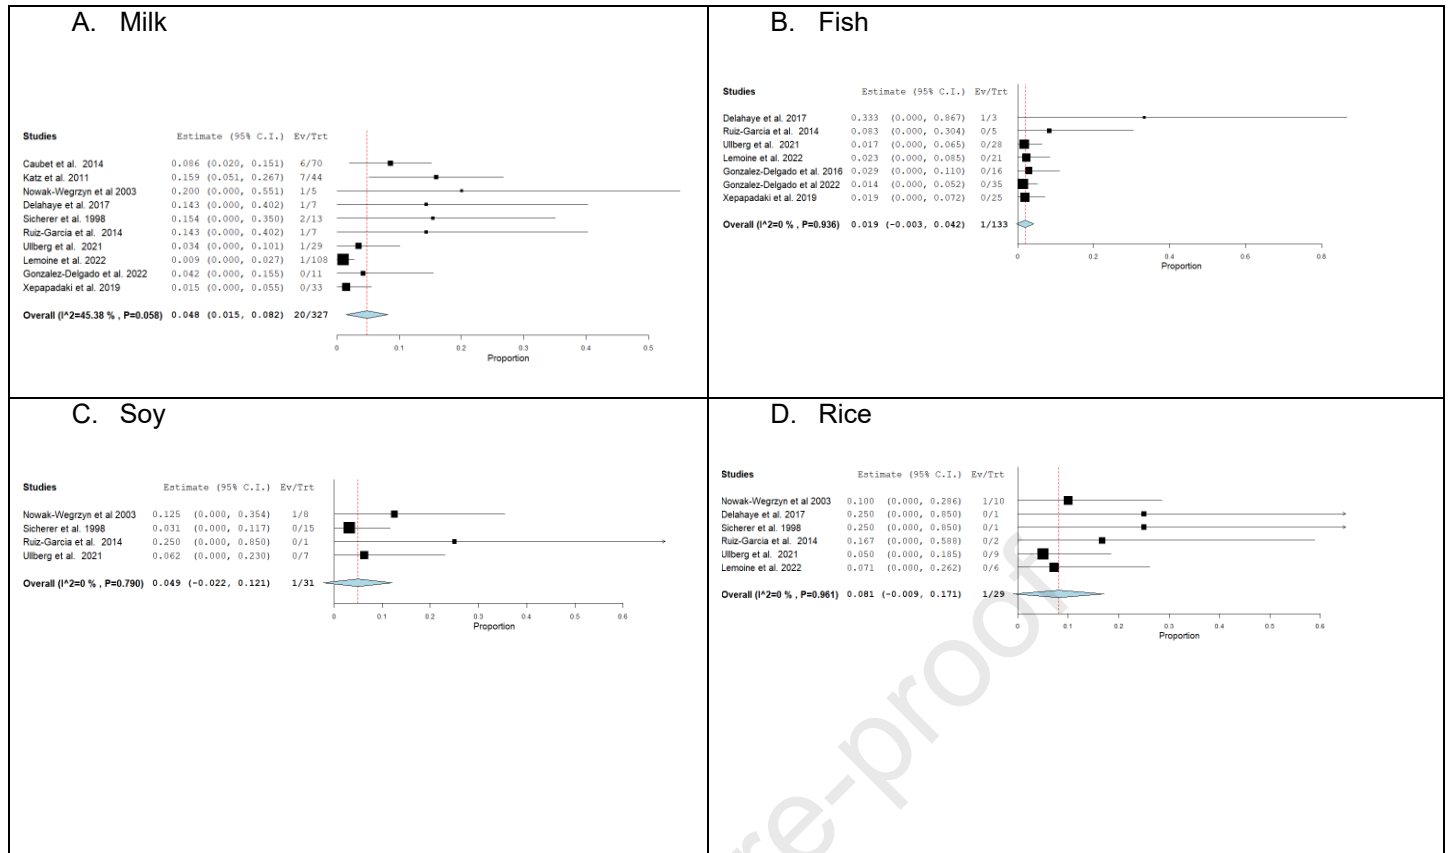 A. Milk
Studies Estimate (95% C.I.) Ev/Trt
Caubet et al. 2014 0.086 (0.020, 0.151) 6/70
Katz et al. 2011 0.159 (0.051, 0.267) 7/44
Nowak-Wegrzyn et al 2003 0.200 (0.000, 0.551) 1/5
Delahaye et al. 2017 0.143 (0.000, 0.402) 1/7
Sicherer et al. 1998 0.154 (0.000, 0.350) 2/13
Ruiz-Garcia et al. 2014 0.143 (0.000, 0.402) 1/7
Ullberg et al. 2021 0.034 (0.000, 0.101) 1/29
Lemoine et al. 2022 0.009 (0.000, 0.027) 1/108
Gonzalez-Delgado et al. 2022 0.042 (0.000, 0.155) 0/11
Xepapadaki et al. 2019 0.015 (0.000, 0.055) 0/33
Overall (I^2=45.38 % , P=0.058) 0.048 (0.015, 0.082) 20/327
0 0.1 0.2 0.3 0.4 0.5
Proportion
B. Fish
Studies Estimate (95% C.I.) Ev/Trt
Delahaye et al. 2017 0.333 (0.000, 0.867) 1/3
Ruiz-Garcia et al. 2014 0.083 (0.000, 0.304) 0/5
Ullberg et al. 2021 0.017 (0.000, 0.065) 0/28
Lemoine et al. 2022 0.023 (0.000, 0.085) 0/21
Gonzalez-Delgado et al. 2016 0.029 (0.000, 0.110) 0/16
Gonzalez-Delgado et al 2022 0.014 (0.000, 0.052) 0/35
Xepapadaki et al. 2019 0.019 (0.000, 0.072) 0/25
Overall (I^2=0 % , P=0.936) 0.019 (-0.003, 0.042) 1/133
0 0.2 0.4 0.6 0.8
Proportion
C. Soy
Studies Estimate (95% C.I.) Ev/Trt
Nowak-Wegrzyn et al 2003 0.125 (0.000, 0.354) 1/8
Sicherer et al. 1998 0.031 (0.000, 0.117) 0/15
Ruiz-Garcia et al. 2014 0.250 (0.000, 0.850) 0/1
Ullberg et al. 2021 0.062 (0.000, 0.230) 0/7
Overall (I^2=0 % , P=0.790) 0.049 (-0.022, 0.121) 1/31
0 0.1 0.2 0.3 0.4 0.5 0.6
Proportion
D. Rice
Studies Estimate (95% C.I.) Ev/Trt
Nowak-Wegrzyn et al 2003 0.100 (0.000, 0.286) 1/10
Delahaye et al. 2017 0.250 (0.000, 0.850) 0/1
Sicherer et al. 1998 0.250 (0.000, 0.850) 0/1
Ruiz-Garcia et al. 2014 0.167 (0.000, 0.588) 0/2
Ullberg et al. 2021 0.050 (0.000, 0.185) 0/9
Lemoine et al. 2022 0.071 (0.000, 0.262) 0/6
Overall (I^2=0 % , P=0.961) 0.081 (-0.009, 0.171) 1/29
0 0.1 0.2 0.3 0.4 0.5 0.6
Proportion
re-proof